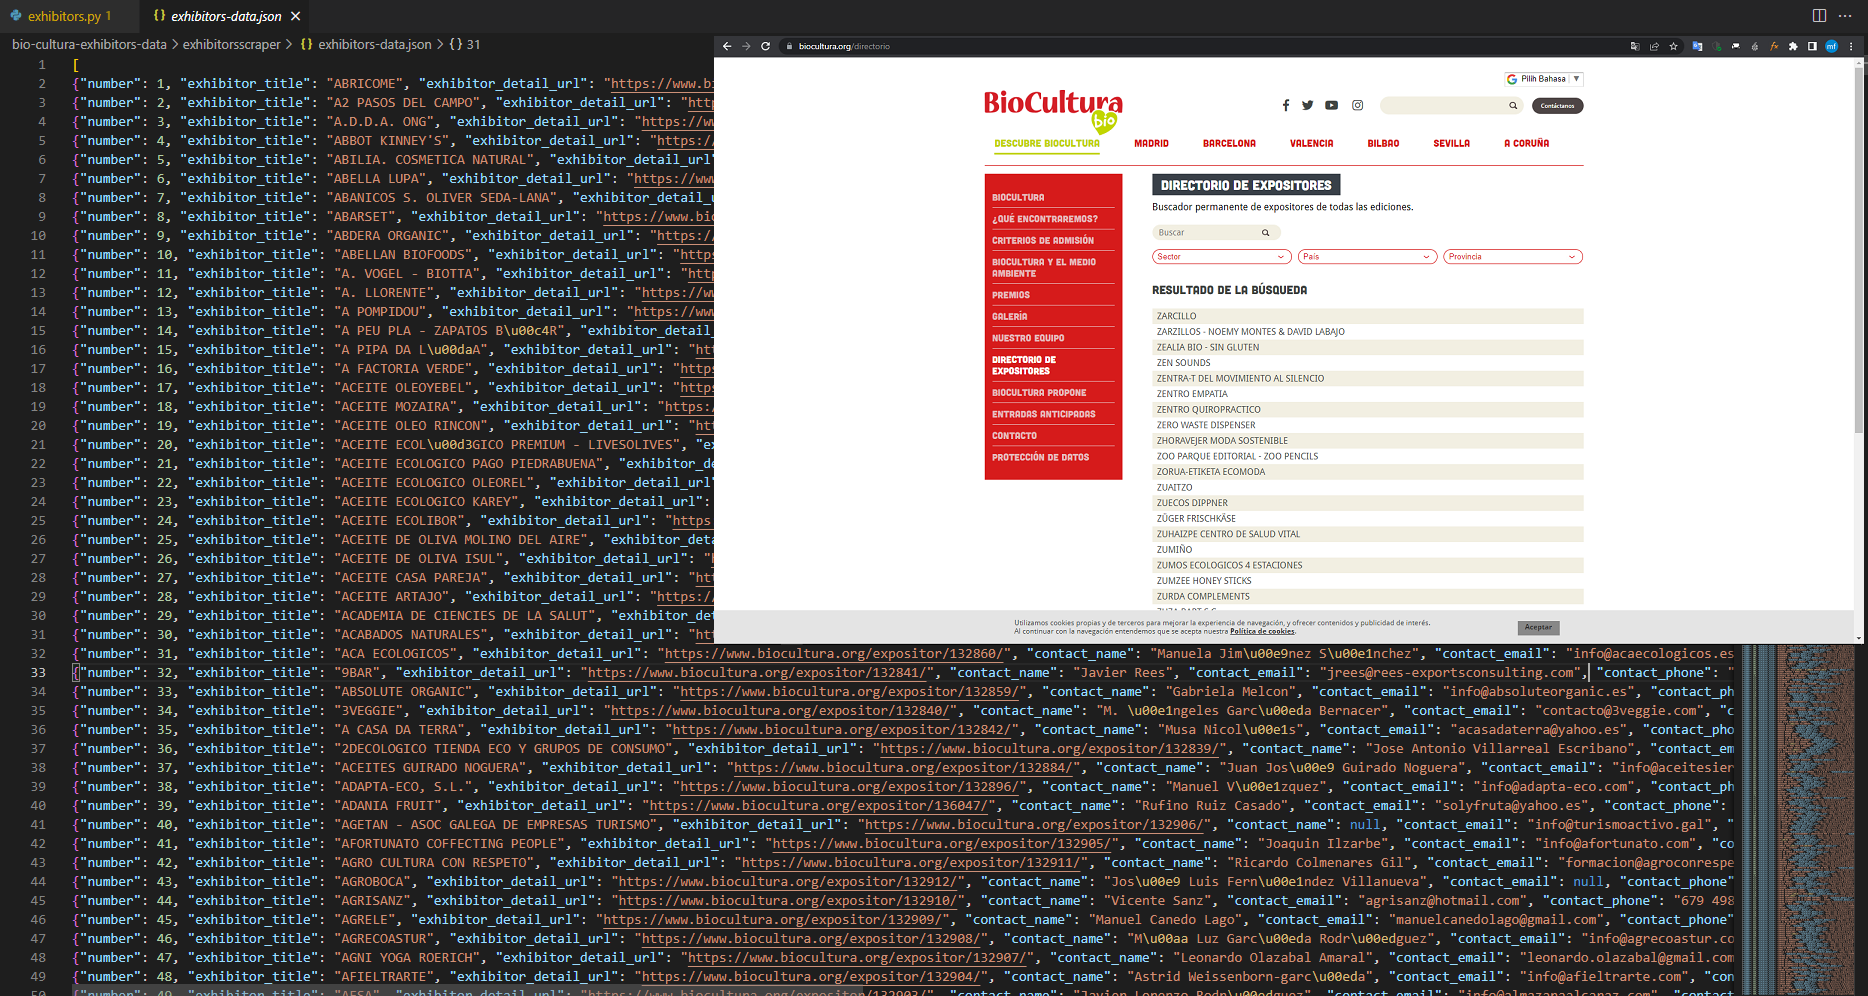 exhibitors.py 1
{} exhibitors-data.json ×
bio-cultura-exhibitors-data > exhibitorsscraper > {} exhibitors-data.json > {} 31
1 [
2 {"number": 1, "exhibitor_title": "ABRICOME", "exhibitor_detail_url": "https://www.bi
3 {"number": 2, "exhibitor_title": "A2 PASOS DEL CAMPO", "exhibitor_detail_url": "http
4 {"number": 3, "exhibitor_title": "A.D.D.A. ONG", "exhibitor_detail_url": "https://ww
5 {"number": 4, "exhibitor_title": "ABBOT KINNEY'S", "exhibitor_detail_url": "https://
6 {"number": 5, "exhibitor_title": "ABILIA. COSMETICA NATURAL", "exhibitor_detail_url"
7 {"number": 6, "exhibitor_title": "ABELLA LUPA", "exhibitor_detail_url": "https://www
8 {"number": 7, "exhibitor_title": "ABANICOS S. OLIVER SEDA-LANA", "exhibitor_detail_u
9 {"number": 8, "exhibitor_title": "ABARSET", "exhibitor_detail_url": "https://www.bio
10 {"number": 9, "exhibitor_title": "ABDERA ORGANIC", "exhibitor_detail_url": "https:/
11 {"number": 10, "exhibitor_title": "ABELLAN BIOFOODS", "exhibitor_detail_url": "http
12 {"number": 11, "exhibitor_title": "A. VOGEL - BIOTTA", "exhibitor_detail_url": "htt
13 {"number": 12, "exhibitor_title": "A. LLORENTE", "exhibitor_detail_url": "https://w
14 {"number": 13, "exhibitor_title": "A POMPIDOU", "exhibitor_detail_url": "https://ww
15 {"number": 14, "exhibitor_title": "A PEU PLA - ZAPATOS B\u00c4R", "exhibitor_detail
16 {"number": 15, "exhibitor_title": "A PIPA DA L\u00daA", "exhibitor_detail_url": "ht
17 {"number": 16, "exhibitor_title": "A FACTORIA VERDE", "exhibitor_detail_url": "http
18 {"number": 17, "exhibitor_title": "ACEITE OLEOYEBEL", "exhibitor_detail_url": "http
19 {"number": 18, "exhibitor_title": "ACEITE MOZAIRA", "exhibitor_detail_url": "https:
20 {"number": 19, "exhibitor_title": "ACEITE OLEO RINCON", "exhibitor_detail_url": "ht
21 {"number": 20, "exhibitor_title": "ACEITE ECOL\u00d3GICO PREMIUM - LIVESOLIVES", "e
22 {"number": 21, "exhibitor_title": "ACEITE ECOLOGICO PAGO PIEDRABUENA", "exhibitor_d
23 {"number": 22, "exhibitor_title": "ACEITE ECOLOGICO OLEOREL", "exhibitor_detail_url
24 {"number": 23, "exhibitor_title": "ACEITE ECOLOGICO KAREY", "exhibitor_detail_url":
25 {"number": 24, "exhibitor_title": "ACEITE ECOLIBOR", "exhibitor_detail_url": "https
26 {"number": 25, "exhibitor_title": "ACEITE DE OLIVA MOLINO DEL AIRE", "exhibitor_det
27 {"number": 26, "exhibitor_title": "ACEITE DE OLIVA ISUL", "exhibitor_detail_url": "
28 {"number": 27, "exhibitor_title": "ACEITE CASA PAREJA", "exhibitor_detail_url": "ht
29 {"number": 28, "exhibitor_title": "ACEITE ARTAJO", "exhibitor_detail_url": "https:/
30 {"number": 29, "exhibitor_title": "ACADEMIA DE CIENCIES DE LA SALUT", "exhibitor_de
31 {"number": 30, "exhibitor_title": "ACABADOS NATURALES", "exhibitor_detail_url": "ht
32 {"number": 31, "exhibitor_title": "ACA ECOLOGICOS", "exhibitor_detail_url": "https://www.biocultura.org/expositor/132860/", "contact_name": "Manuela Jim\u00e9nez S\u00e1nchez", "contact_email": "info@acaecologicos.es
33 {"number": 32, "exhibitor_title": "9BAR", "exhibitor_detail_url": "https://www.biocultura.org/expositor/132841/", "contact_name": "Javier Rees", "contact_email": "jrees@rees-exportsconsulting.com", "contact_phone": "
34 {"number": 33, "exhibitor_title": "ABSOLUTE ORGANIC", "exhibitor_detail_url": "https://www.biocultura.org/expositor/132859/", "contact_name": "Gabriela Melcon", "contact_email": "info@absoluteorganic.es", "contact_ph
35 {"number": 34, "exhibitor_title": "3VEGGIE", "exhibitor_detail_url": "https://www.biocultura.org/expositor/132840/", "contact_name": "M. \u00e1ngeles Garc\u00eda Bernacer", "contact_email": "contacto@3veggie.com", "c
36 {"number": 35, "exhibitor_title": "A CASA DA TERRA", "exhibitor_detail_url": "https://www.biocultura.org/expositor/132842/", "contact_name": "Musa Nicol\u00e1s", "contact_email": "acasadaterra@yahoo.es", "contact_pho
37 {"number": 36, "exhibitor_title": "2DECOLOGICO TIENDA ECO Y GRUPOS DE CONSUMO", "exhibitor_detail_url": "https://www.biocultura.org/expositor/132839/", "contact_name": "Jose Antonio Villarreal Escribano", "contact_em
38 {"number": 37, "exhibitor_title": "ACEITES GUIRADO NOGUERA", "exhibitor_detail_url": "https://www.biocultura.org/expositor/132884/", "contact_name": "Juan Jos\u00e9 Guirado Noguera", "contact_email": "info@aceitesier
39 {"number": 38, "exhibitor_title": "ADAPTA-ECO, S.L.", "exhibitor_detail_url": "https://www.biocultura.org/expositor/132896/", "contact_name": "Manuel V\u00e1zquez", "contact_email": "info@adapta-eco.com", "contact_p
40 {"number": 39, "exhibitor_title": "ADANIA FRUIT", "exhibitor_detail_url": "https://www.biocultura.org/expositor/136047/", "contact_name": "Rufino Ruiz Casado", "contact_email": "solyfruta@yahoo.es", "contact_phone":
41 {"number": 40, "exhibitor_title": "AGETAN - ASOC GALEGA DE EMPRESAS TURISMO", "exhibitor_detail_url": "https://www.biocultura.org/expositor/132906/", "contact_name": null, "contact_email": "info@turismoactivo.gal", "
42 {"number": 41, "exhibitor_title": "AFORTUNATO COFFECTING PEOPLE", "exhibitor_detail_url": "https://www.biocultura.org/expositor/132905/", "contact_name": "Joaquin Ilzarbe", "contact_email": "info@afortunato.com", "co
43 {"number": 42, "exhibitor_title": "AGRO CULTURA CON RESPETO", "exhibitor_detail_url": "https://www.biocultura.org/expositor/132911/", "contact_name": "Ricardo Colmenares Gil", "contact_email": "formacion@agroconrespe
44 {"number": 43, "exhibitor_title": "AGROBOCA", "exhibitor_detail_url": "https://www.biocultura.org/expositor/132912/", "contact_name": "Jos\u00e9 Luis Fern\u00e1ndez Villanueva", "contact_email": null, "contact_phone"
45 {"number": 44, "exhibitor_title": "AGRISANZ", "exhibitor_detail_url": "https://www.biocultura.org/expositor/132910/", "contact_name": "Vicente Sanz", "contact_email": "agrisanz@hotmail.com", "contact_phone": "679 498
46 {"number": 45, "exhibitor_title": "AGRELE", "exhibitor_detail_url": "https://www.biocultura.org/expositor/132909/", "contact_name": "Manuel Canedo Lago", "contact_email": "manuelcanedolago@gmail.com", "contact_phone"
47 {"number": 46, "exhibitor_title": "AGRECOASTUR", "exhibitor_detail_url": "https://www.biocultura.org/expositor/132908/", "contact_name": "M\u00aa Luz Garc\u00eda Rodr\u00edguez", "contact_email": "info@agrecoastur.co
48 {"number": 47, "exhibitor_title": "AGNI YOGA ROERICH", "exhibitor_detail_url": "https://www.biocultura.org/expositor/132907/", "contact_name": "Leonardo Olazabal Amaral", "contact_email": "leonardo.olazabal@gmail.com
49 {"number": 48, "exhibitor_title": "AFIELTRARTE", "exhibitor_detail_url": "https://www.biocultura.org/expositor/132904/", "contact_name": "Astrid Weissenborn-garc\u00eda", "contact_email": "info@afieltrarte.com", "con
50 {"number": 49, "exhibitor_title": "AESA", "exhibitor_detail_url": "https://www.biocultura.org/expositor/132903/", "contact_name": "Javier Lorenzo Rodr\u00edguez", "contact_email":
biocultura.org/directorio
mf
Pilih Bahasa
BioCultura
bio
Contáctanos
DESCUBRE BIOCULTURA MADRID BARCELONA VALENCIA BILBAO SEVILLA A CORUÑA
BIOCULTURA
¿QUÉ ENCONTRAREMOS?
CRITERIOS DE ADMISIÓN
BIOCULTURA Y EL MEDIO
AMBIENTE
PREMIOS
GALERÍA
NUESTRO EQUIPO
DIRECTORIO DE
EXPOSITORES
BIOCULTURA PROPONE
ENTRADAS ANTICIPADAS
CONTACTO
PROTECCIÓN DE DATOS
DIRECTORIO DE EXPOSITORES
Buscador permanente de expositores de todas las ediciones.
Buscar
Sector País Provincia
RESULTADO DE LA BÚSQUEDA
ZARCILLO
ZARZILLOS - NOEMY MONTES & DAVID LABAJO
ZEALIA BIO - SIN GLUTEN
ZEN SOUNDS
ZENTRA-T DEL MOVIMIENTO AL SILENCIO
ZENTRO EMPATIA
ZENTRO QUIROPRACTICO
ZERO WASTE DISPENSER
ZHORAVEJER MODA SOSTENIBLE
ZOO PARQUE EDITORIAL - ZOO PENCILS
ZORUA-ETIKETA ECOMODA
ZUAITZO
ZUECOS DIPPNER
ZÜGER FRISCHKÄSE
ZUHAIZPE CENTRO DE SALUD VITAL
ZUMIÑO
ZUMOS ECOLOGICOS 4 ESTACIONES
ZUMZEE HONEY STICKS
ZURDA COMPLEMENTS
Utilizamos cookies propias y de terceros para mejorar la experiencia de navegación, y ofrecer contenidos y publicidad de interés.
Al continuar con la navegación entendemos que se acepta nuestra Política de cookies.
Aceptar